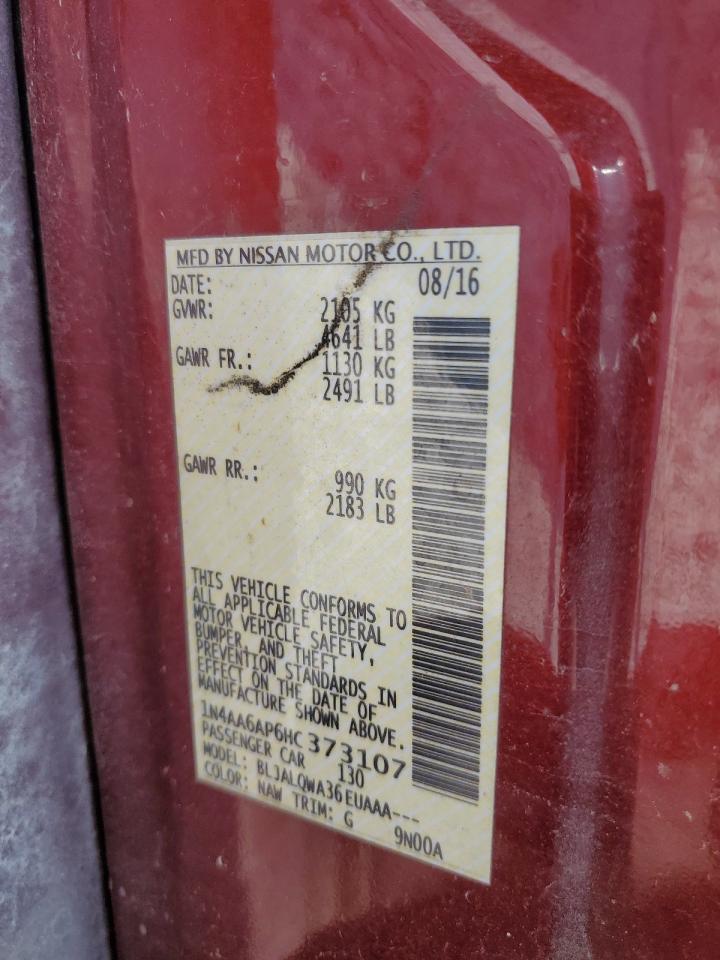 MFD BY NISSAN MOTOR CO., LTD.
DATE: 08/16
GVWR: 2105 KG
4641 LB
GAWR FR.: 1130 KG
2491 LB
GAWR RR.: 990 KG
2183 LB
THIS VEHICLE CONFORMS TO
ALL APPLICABLE FEDERAL
MOTOR VEHICLE SAFETY,
BUMPER, AND THEFT
PREVENTION STANDARDS IN
EFFECT ON THE DATE OF
MANUFACTURE SHOWN ABOVE.
1N4AA6AP6HC373107
PASSENGER CAR 130
MODEL: BLJALQWA36EUAAA---
COLOR: NAW TRIM: G 9N00A